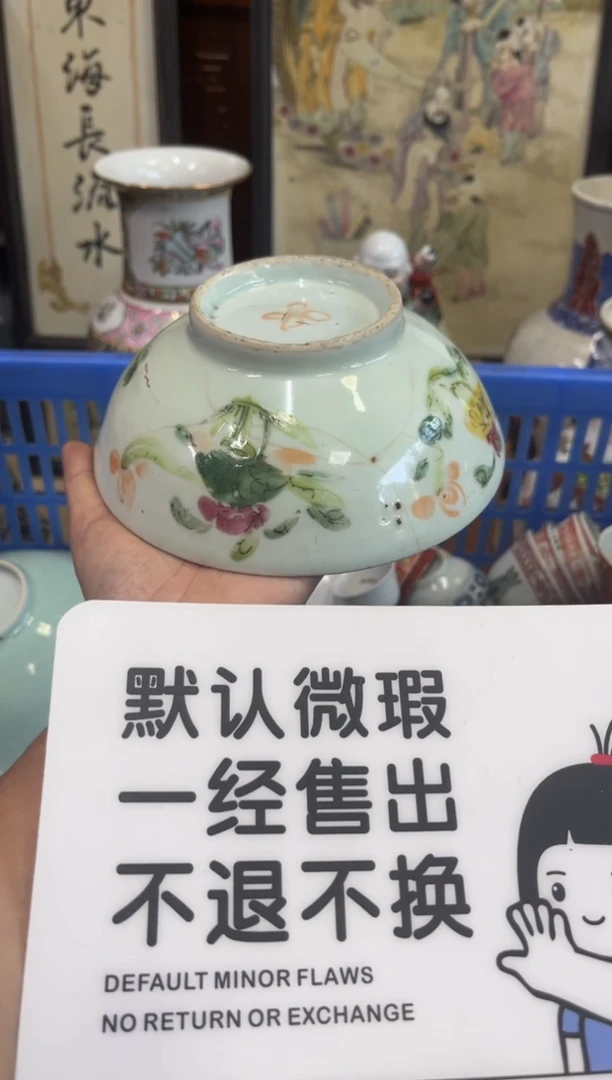 東海長流水
默认微瑕
一经售出
不退不换
DEFAULT MINOR FLAWS
NO RETURN OR EXCHANGE